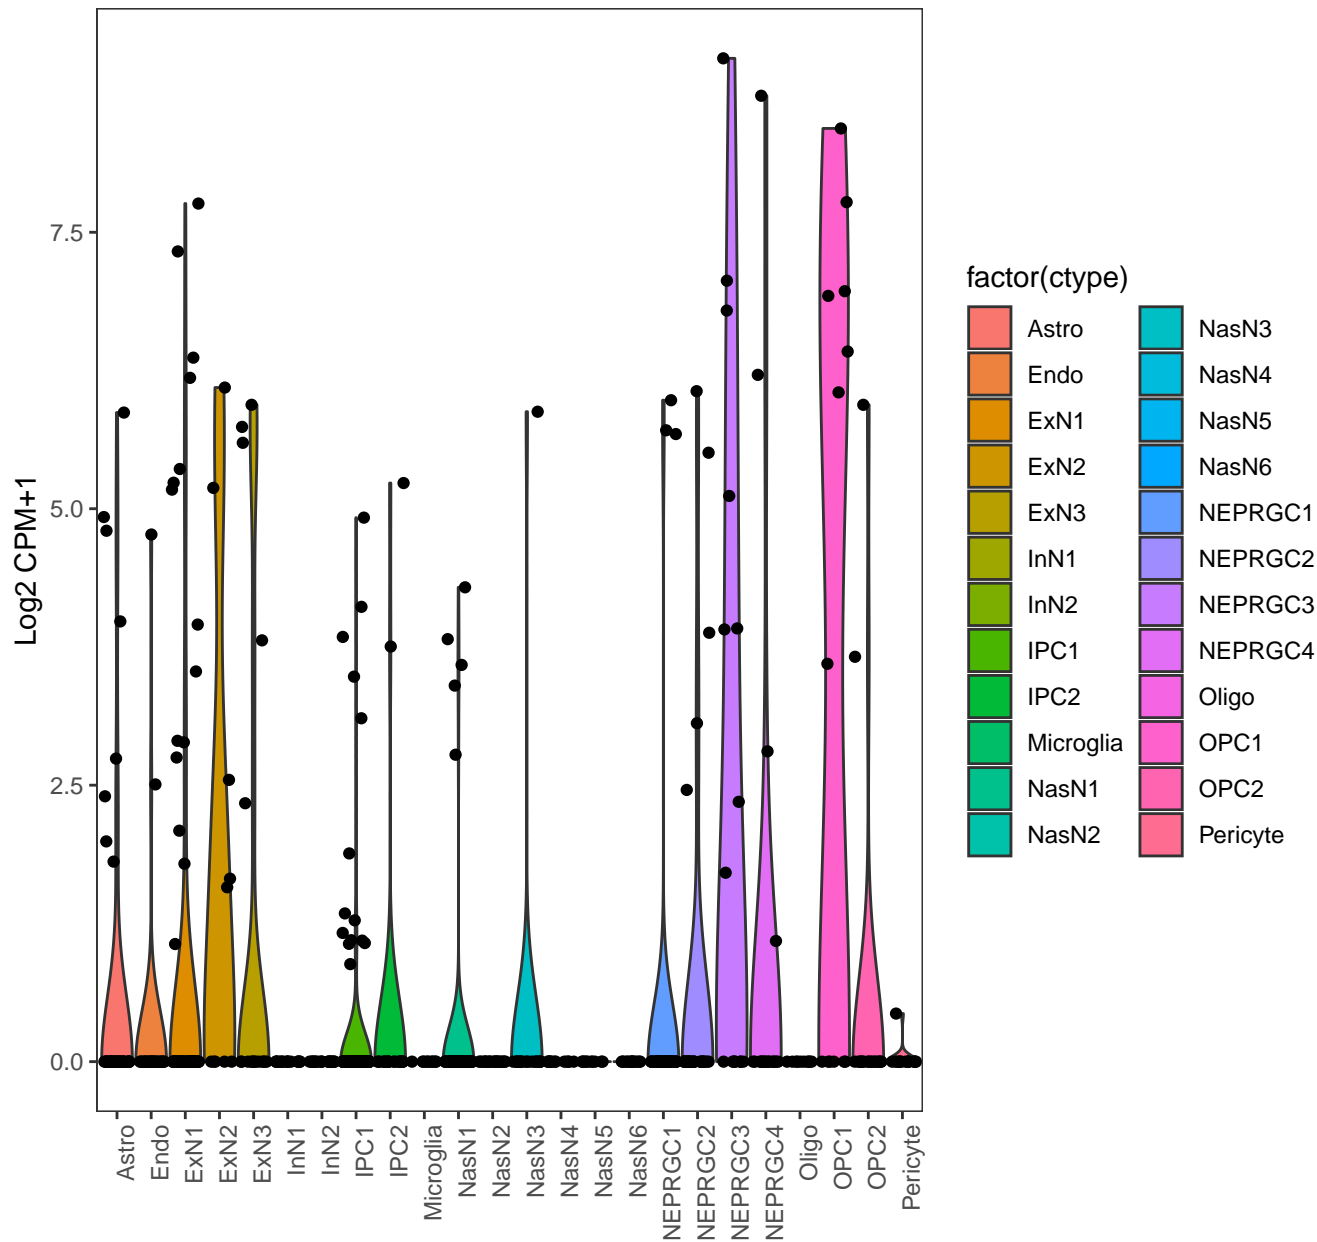 Log2 CPM+1
7.5
5.0
2.5
0.0
Astro
Endo
ExN1
ExN2
ExN3
InN1
InN2
IPC1
IPC2
Microglia
NasN1
NasN2
NasN3
NasN4
NasN5
NasN6
NEPRGC1
NEPRGC2
NEPRGC3
NEPRGC4
Oligo
OPC1
OPC2
Pericyte
factor(ctype)
Astro
Endo
ExN1
ExN2
ExN3
InN1
InN2
IPC1
IPC2
Microglia
NasN1
NasN2
NasN3
NasN4
NasN5
NasN6
NEPRGC1
NEPRGC2
NEPRGC3
NEPRGC4
Oligo
OPC1
OPC2
Pericyte